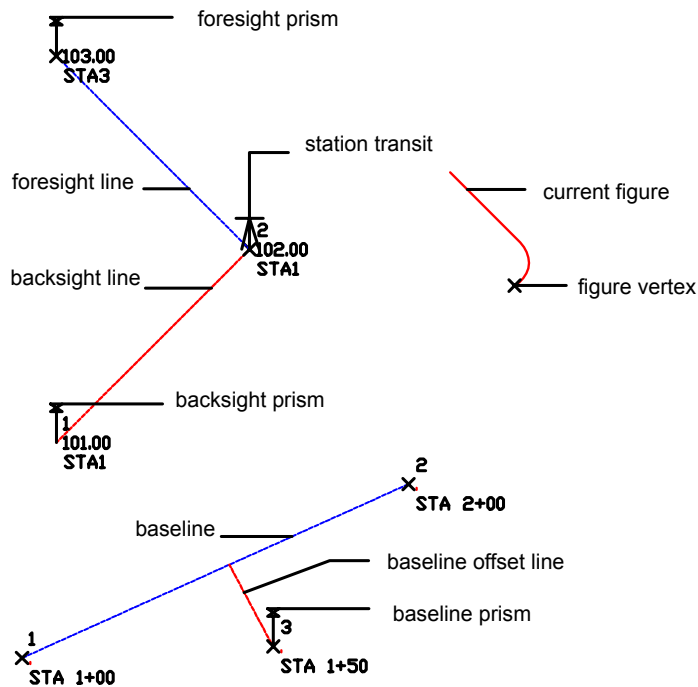 foresight prism
103.00
STA3
station transit
foresight line
current figure
2
102.00
STA1
backsight line
figure vertex
backsight prism
1
101.00
STA1
2
STA 2+00
baseline
baseline offset line
baseline prism
3
1
STA 1+50
STA 1+00